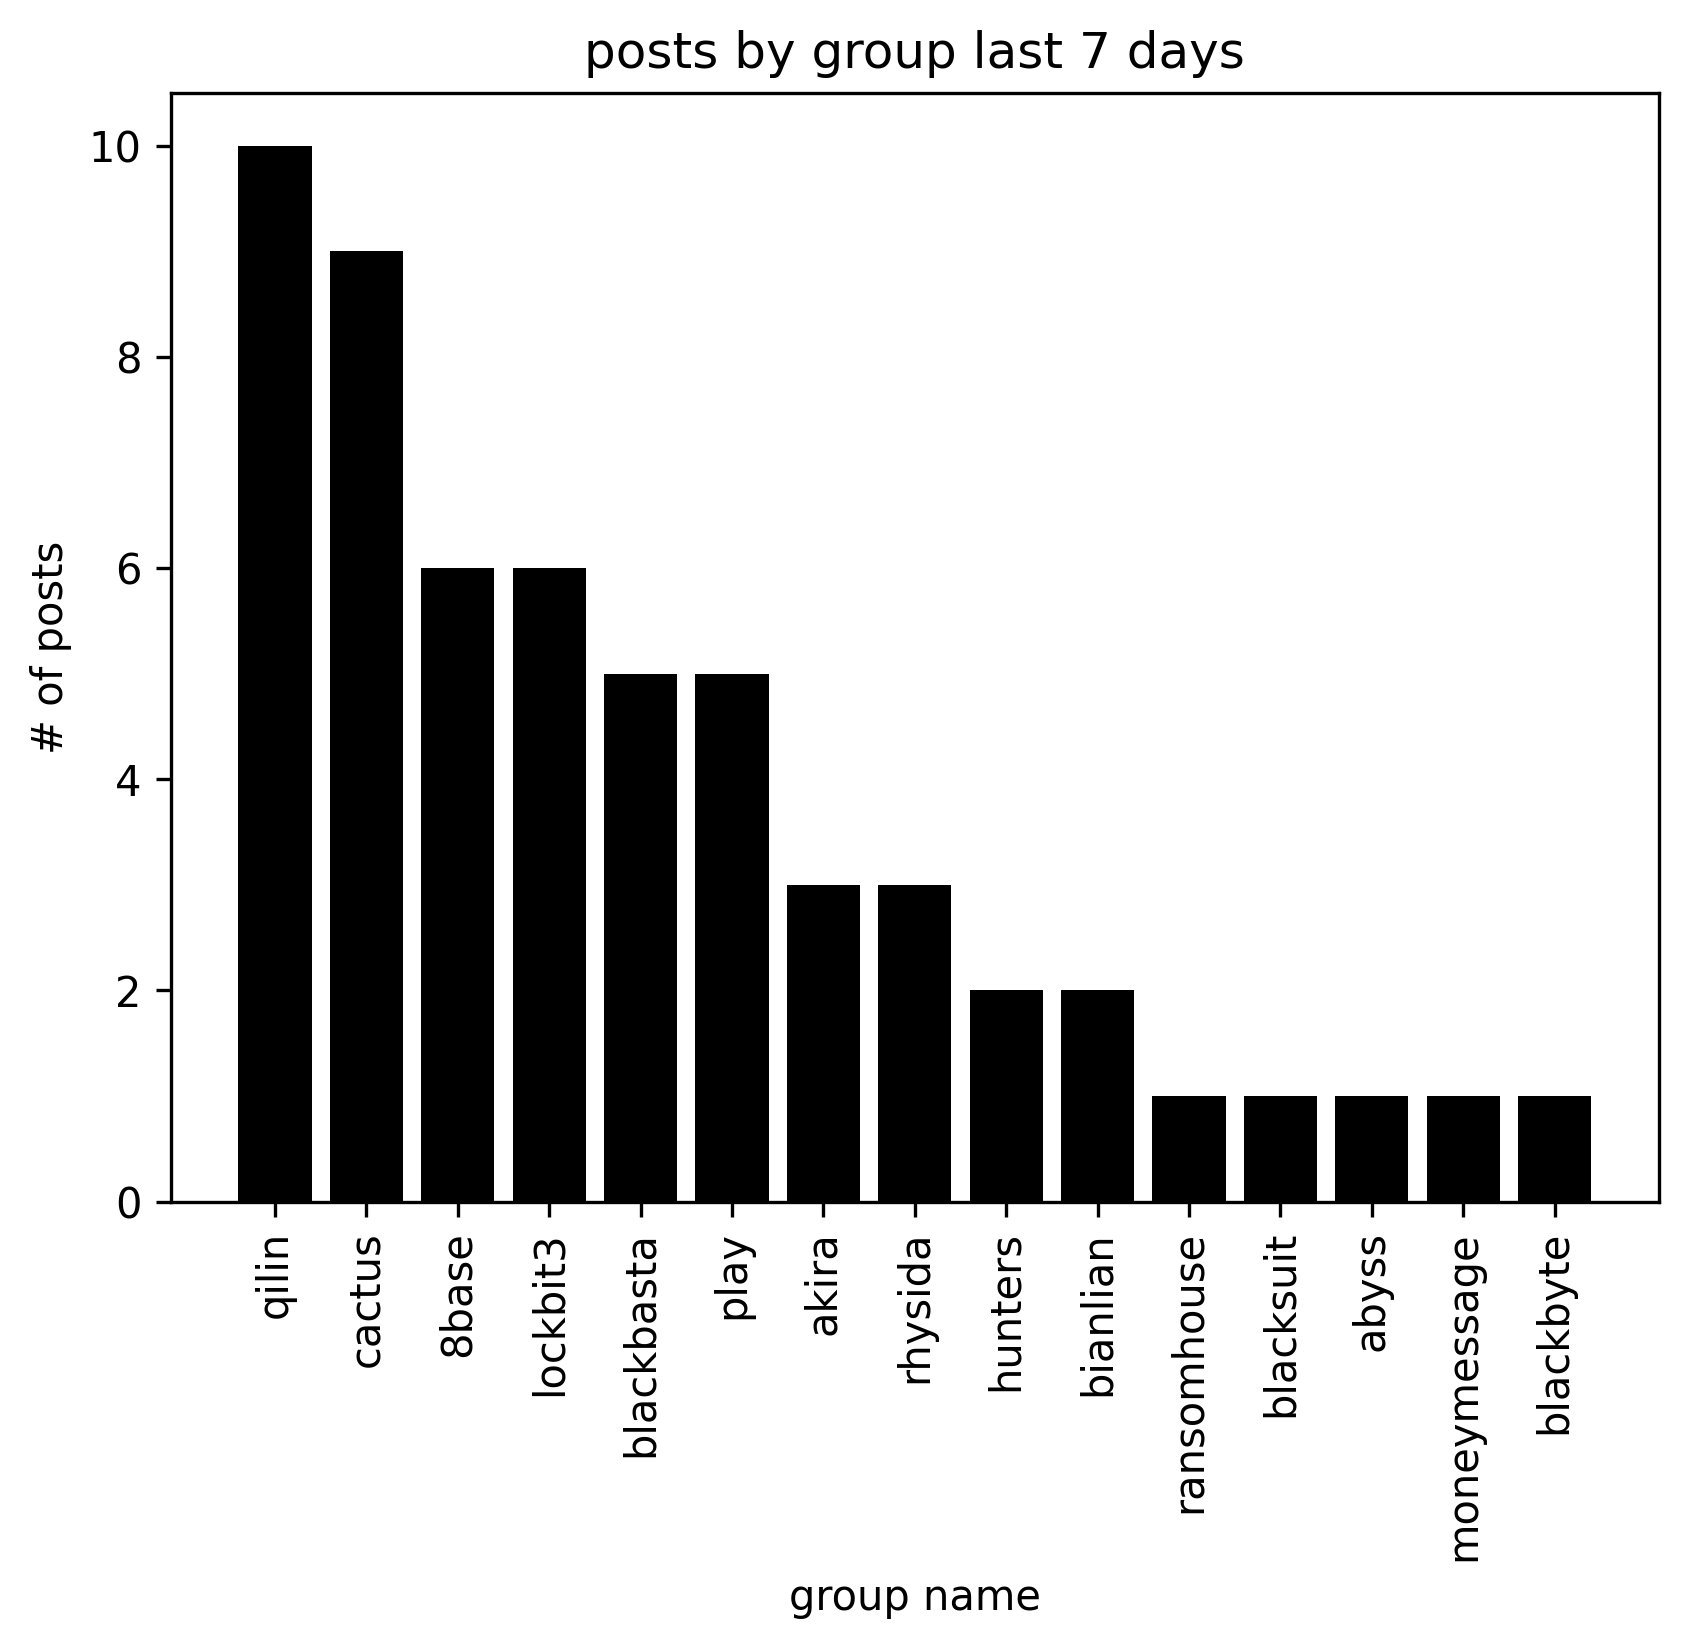 posts by group last 7 days
10
8
6
4
2
0
# of posts
qilin
cactus
8base
lockbit3
blackbasta
play
akira
rhysida
hunters
bianlian
ransomhouse
blacksuit
abyss
moneymessage
blackbyte
group name